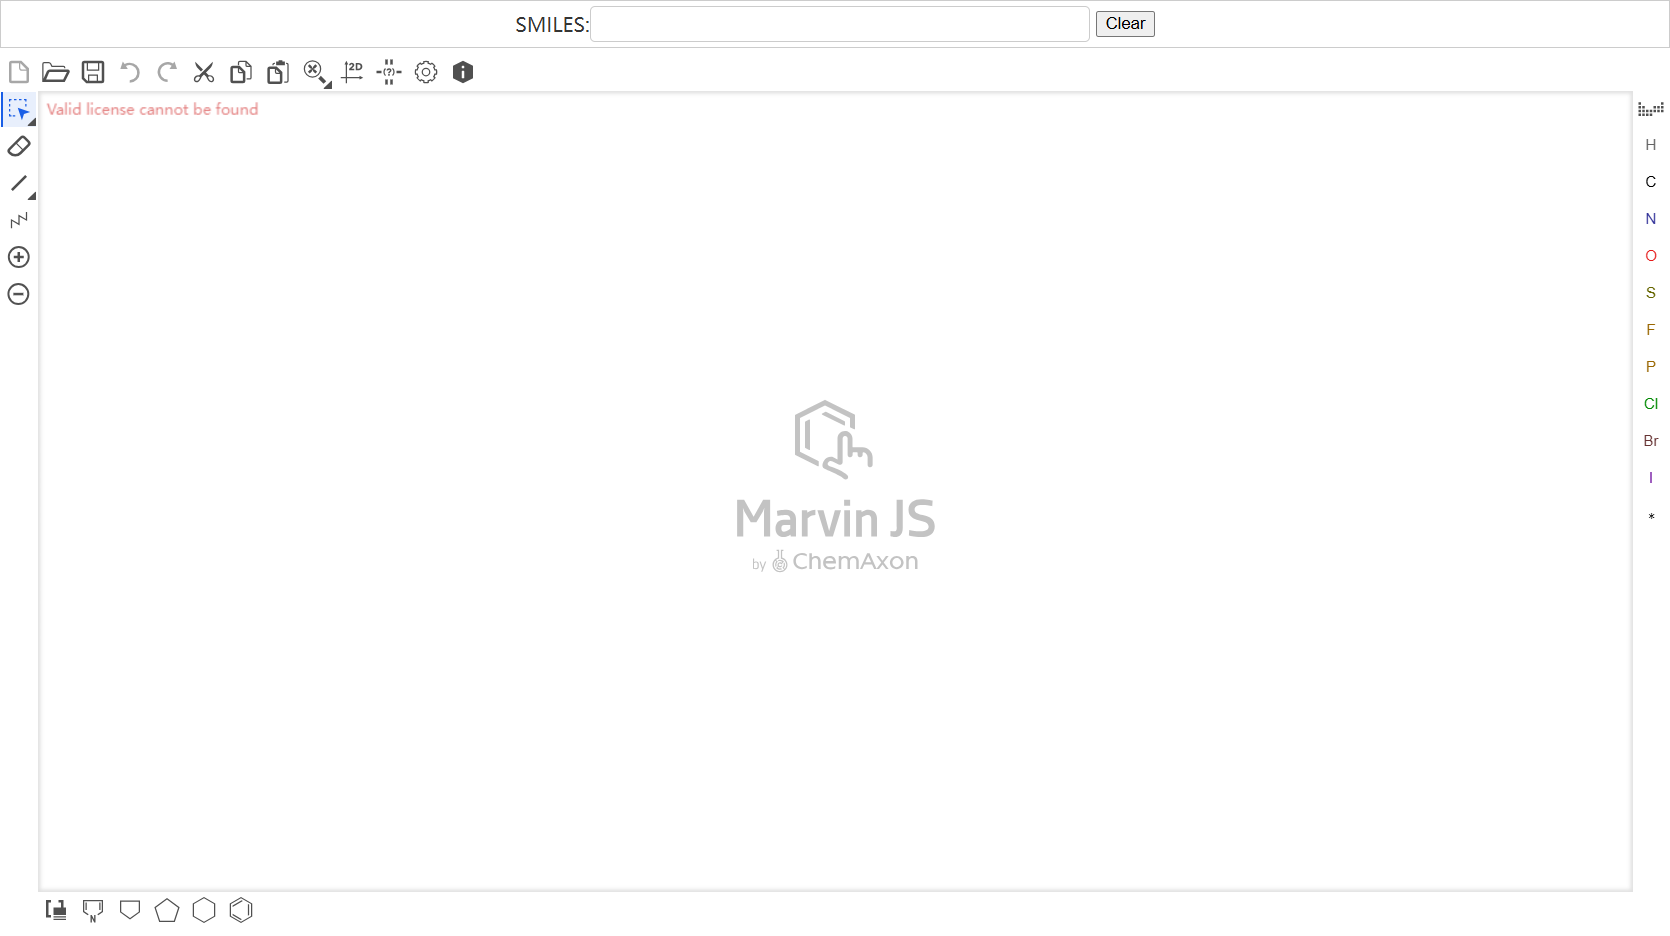 SMILES:
Clear
2D
(?)
i
Valid license cannot be found
H
C
N
O
S
F
P
Cl
Br
I
*
Marvin JS
by ChemAxon
N